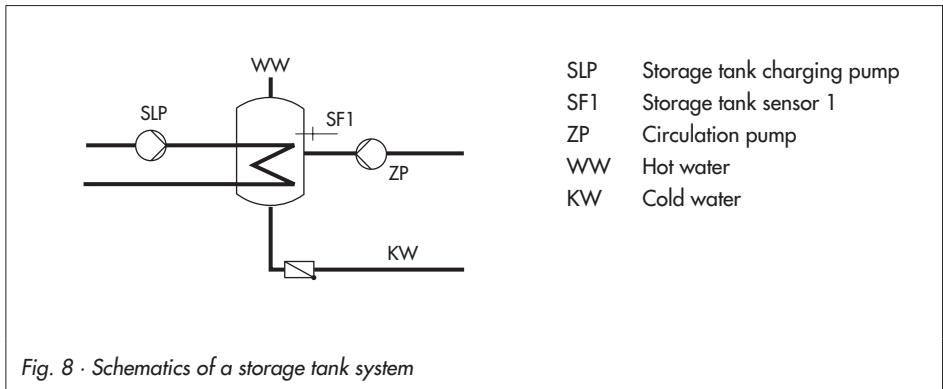 WW
SLP
SF1
ZP
KW
SLP Storage tank charging pump
SF1 Storage tank sensor 1
ZP Circulation pump
WW Hot water
KW Cold water
Fig. 8 · Schematics of a storage tank system